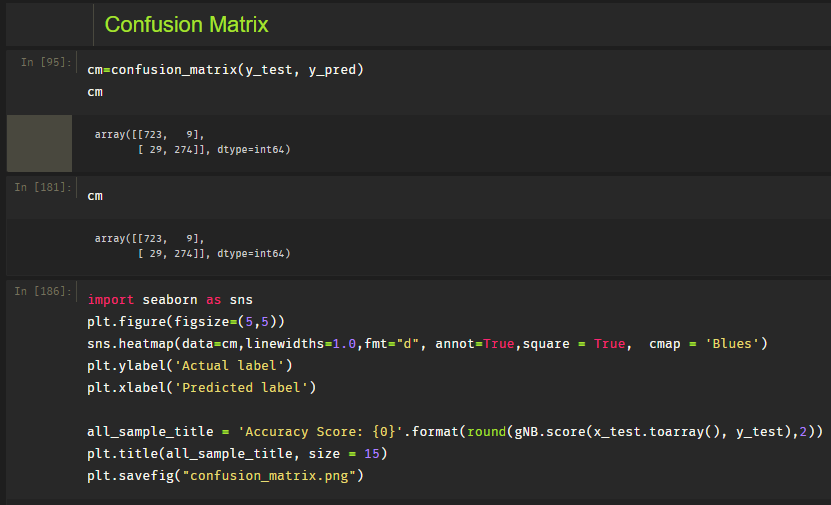 Confusion Matrix
In [95]:
cm=confusion_matrix(y_test, y_pred)
cm
array([[723,   9],
       [ 29, 274]], dtype=int64)
In [181]:
cm
array([[723,   9],
       [ 29, 274]], dtype=int64)
In [186]:
import seaborn as sns
plt.figure(figsize=(5,5))
sns.heatmap(data=cm,linewidths=1.0,fmt="d", annot=True,square = True,  cmap = 'Blues')
plt.ylabel('Actual label')
plt.xlabel('Predicted label')
all_sample_title = 'Accuracy Score: {0}'.format(round(gNB.score(x_test.toarray(), y_test),2))
plt.title(all_sample_title, size = 15)
plt.savefig("confusion_matrix.png")